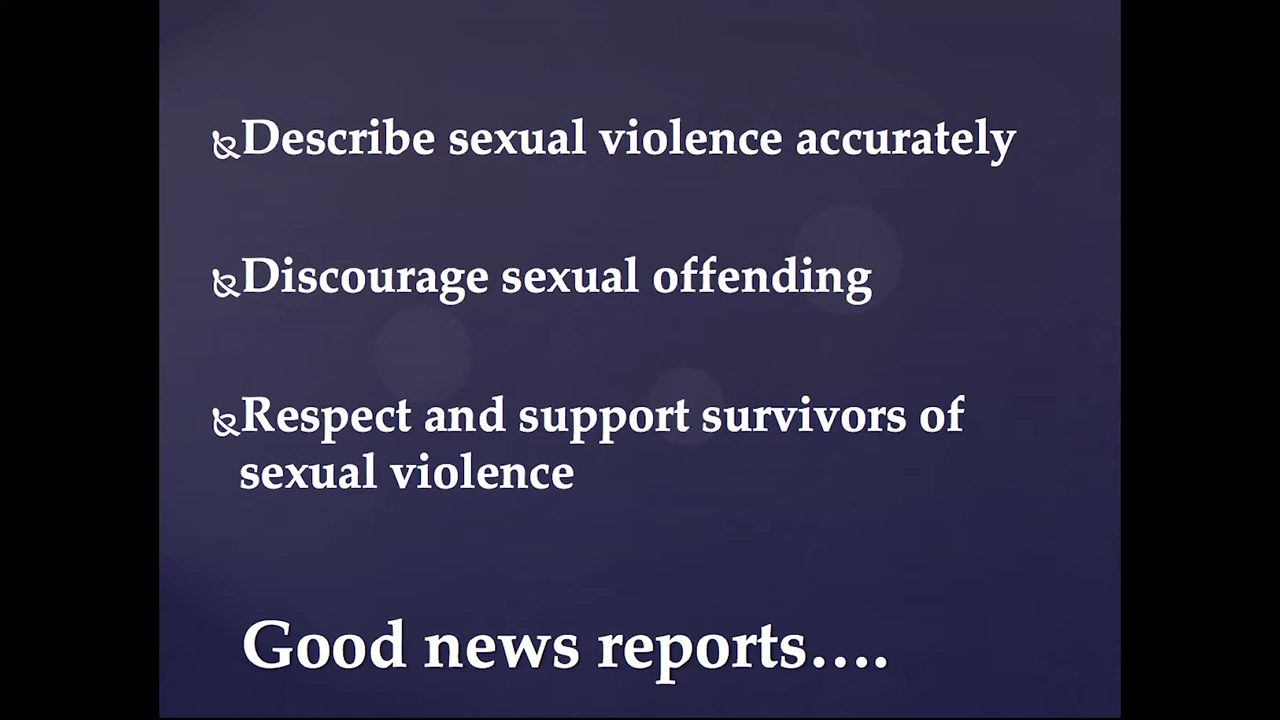 Describe sexual violence accurately
Discourage sexual offending
Respect and support survivors of
sexual violence
Good news reports….